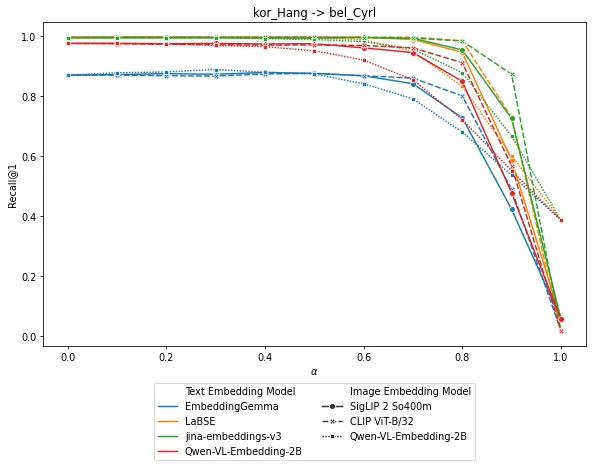 kor_Hang -> bel_Cyrl
Recall@1
1.0
0.8
0.6
0.4
0.2
0.0
0.0 0.2 0.4 0.6 0.8 1.0
α
Text Embedding Model
EmbeddingGemma
LaBSE
jina-embeddings-v3
Qwen-VL-Embedding-2B
Image Embedding Model
SigLIP 2 So400m
CLIP ViT-B/32
Qwen-VL-Embedding-2B